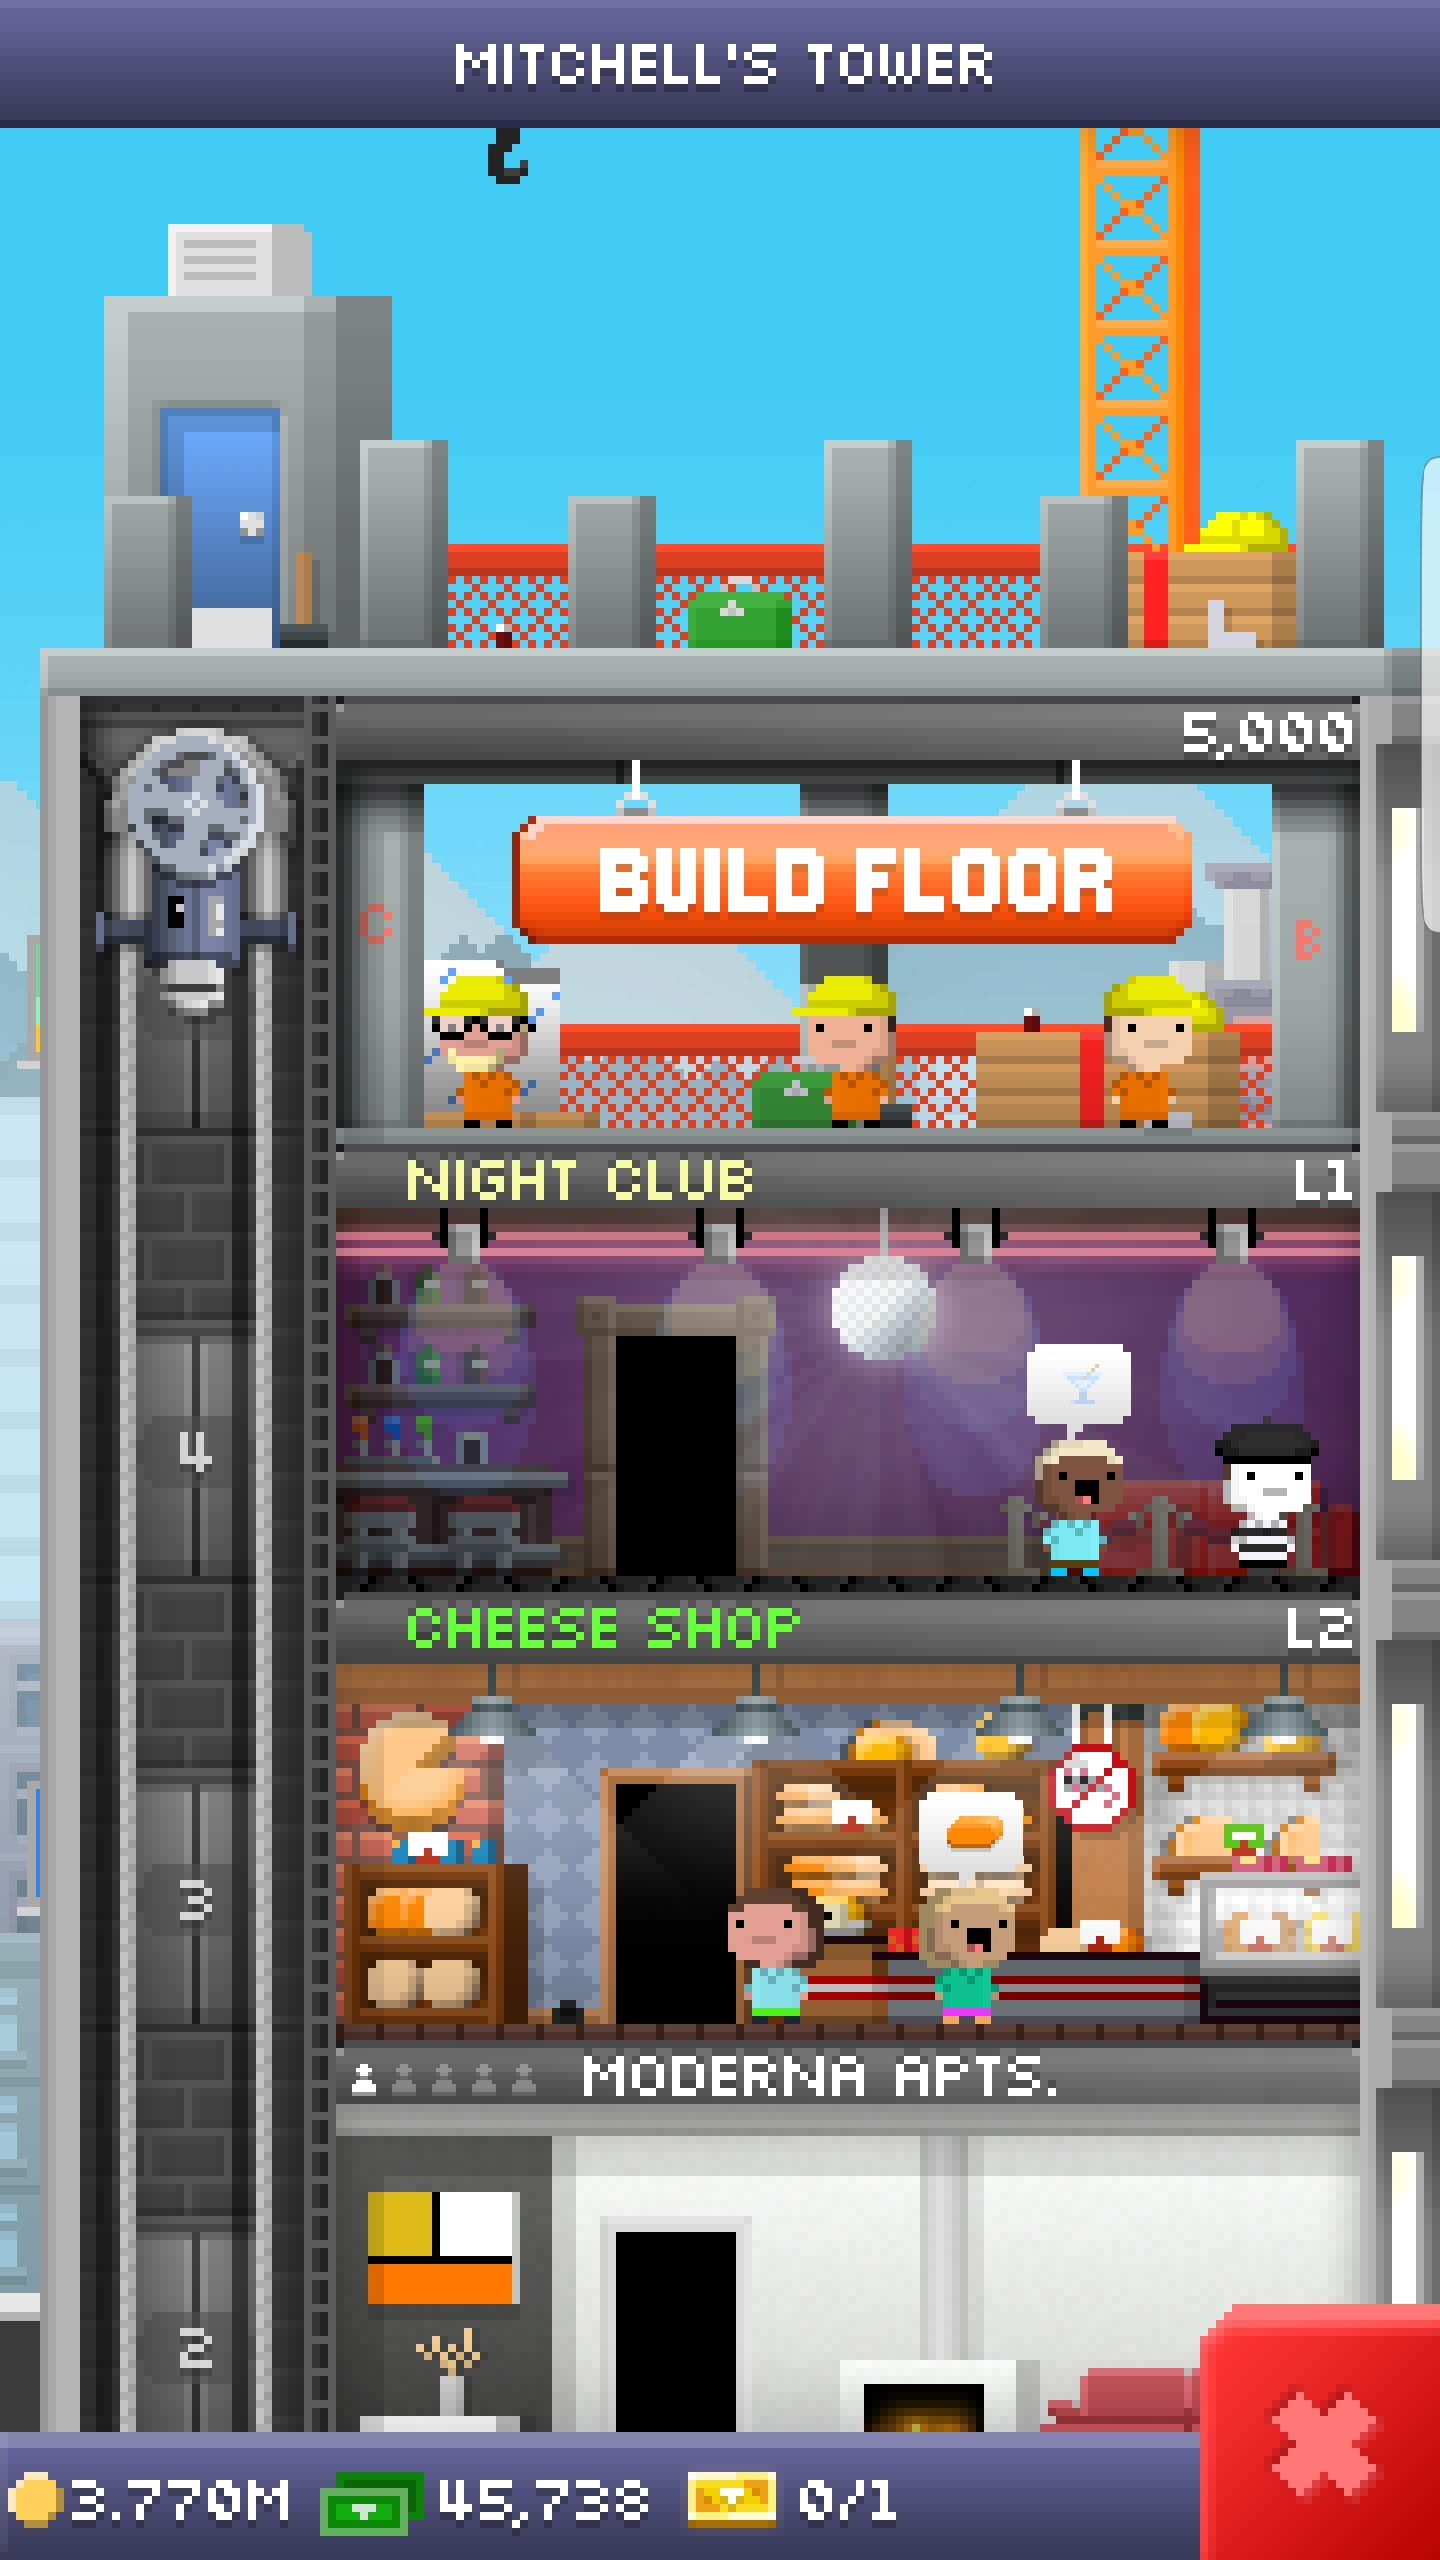 MITCHELL'S TOWER
5,000
BUILD FLOOR
C
B
NIGHT CLUB L1
4
CHEESE SHOP L2
3
MODERNA APTS.
2
3.770M 45,738 0/1